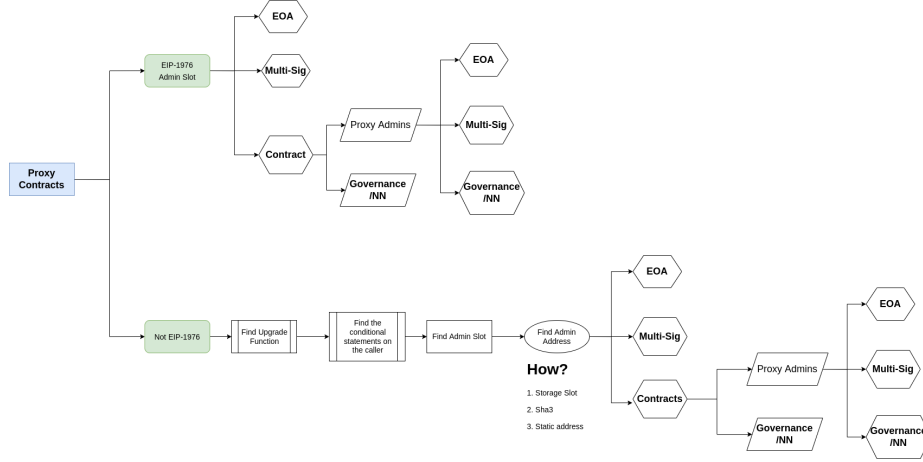 EOA
EIP-1976
Admin Slot
Multi-Sig
Contract
Proxy Admins
Governance
/NN
EOA
Multi-Sig
Governance
/NN
Proxy
Contracts
Not EIP-1976
Find Upgrade
Function
Find the
conditional
statements on
the caller
Find Admin Slot
Find Admin
Address
How?
1. Storage Slot
2. Sha3
3. Static address
EOA
Multi-Sig
Contracts
Proxy Admins
Governance
/NN
EOA
Multi-Sig
Governance
/NN